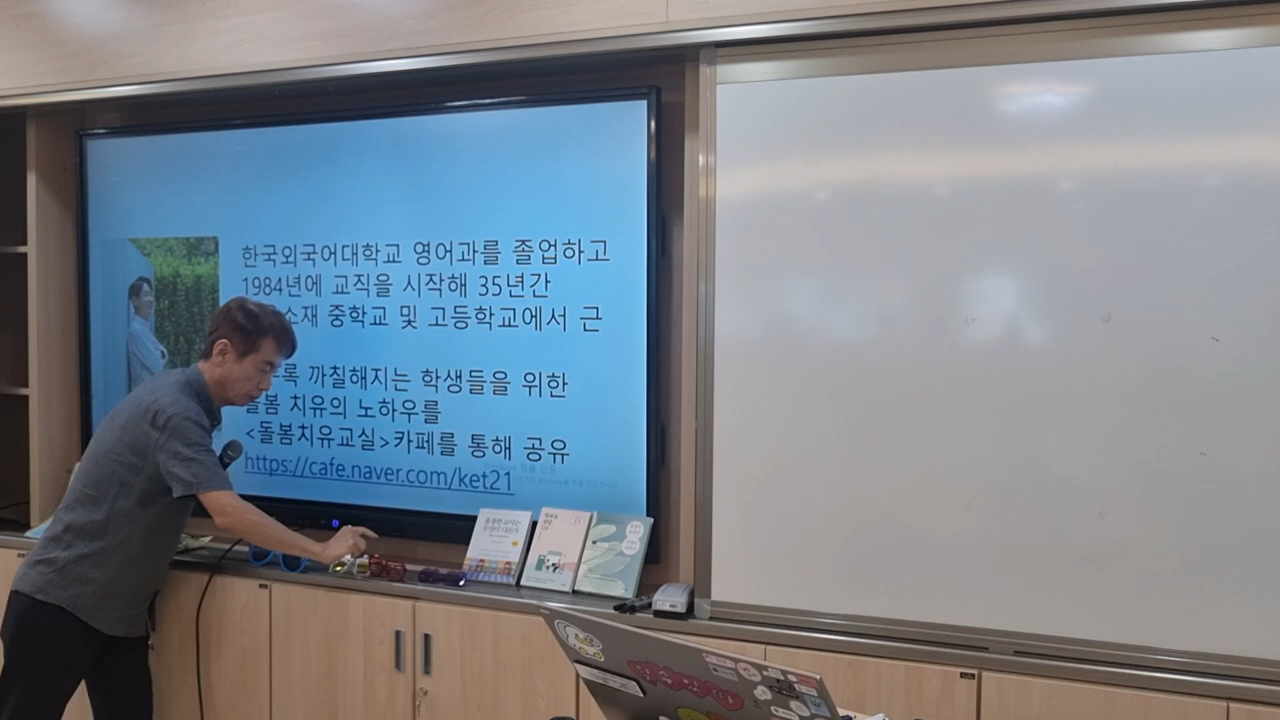 한국외국어대학교 영어과를 졸업하고
1984년에 교직을 시작해 35년간
소재 중학교 및 고등학교에서 근
까칠해지는 학생들을 위한
돌봄 치유의 노하우를
<돌봄치유교실>카페를 통해 공유
https://cafe.naver.com/ket21